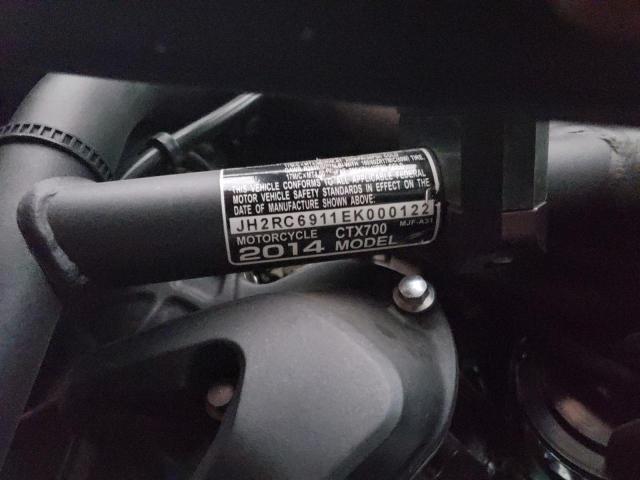 THIS VEHICLE CONFORMS TO ALL APPLICABLE FEDERAL
MOTOR VEHICLE SAFETY STANDARDS IN EFFECT ON THE
DATE OF MANUFACTURE SHOWN ABOVE.
JH2RC6911EK000122
MOTORCYCLE CTX700 MJF-A31
2014 MODEL